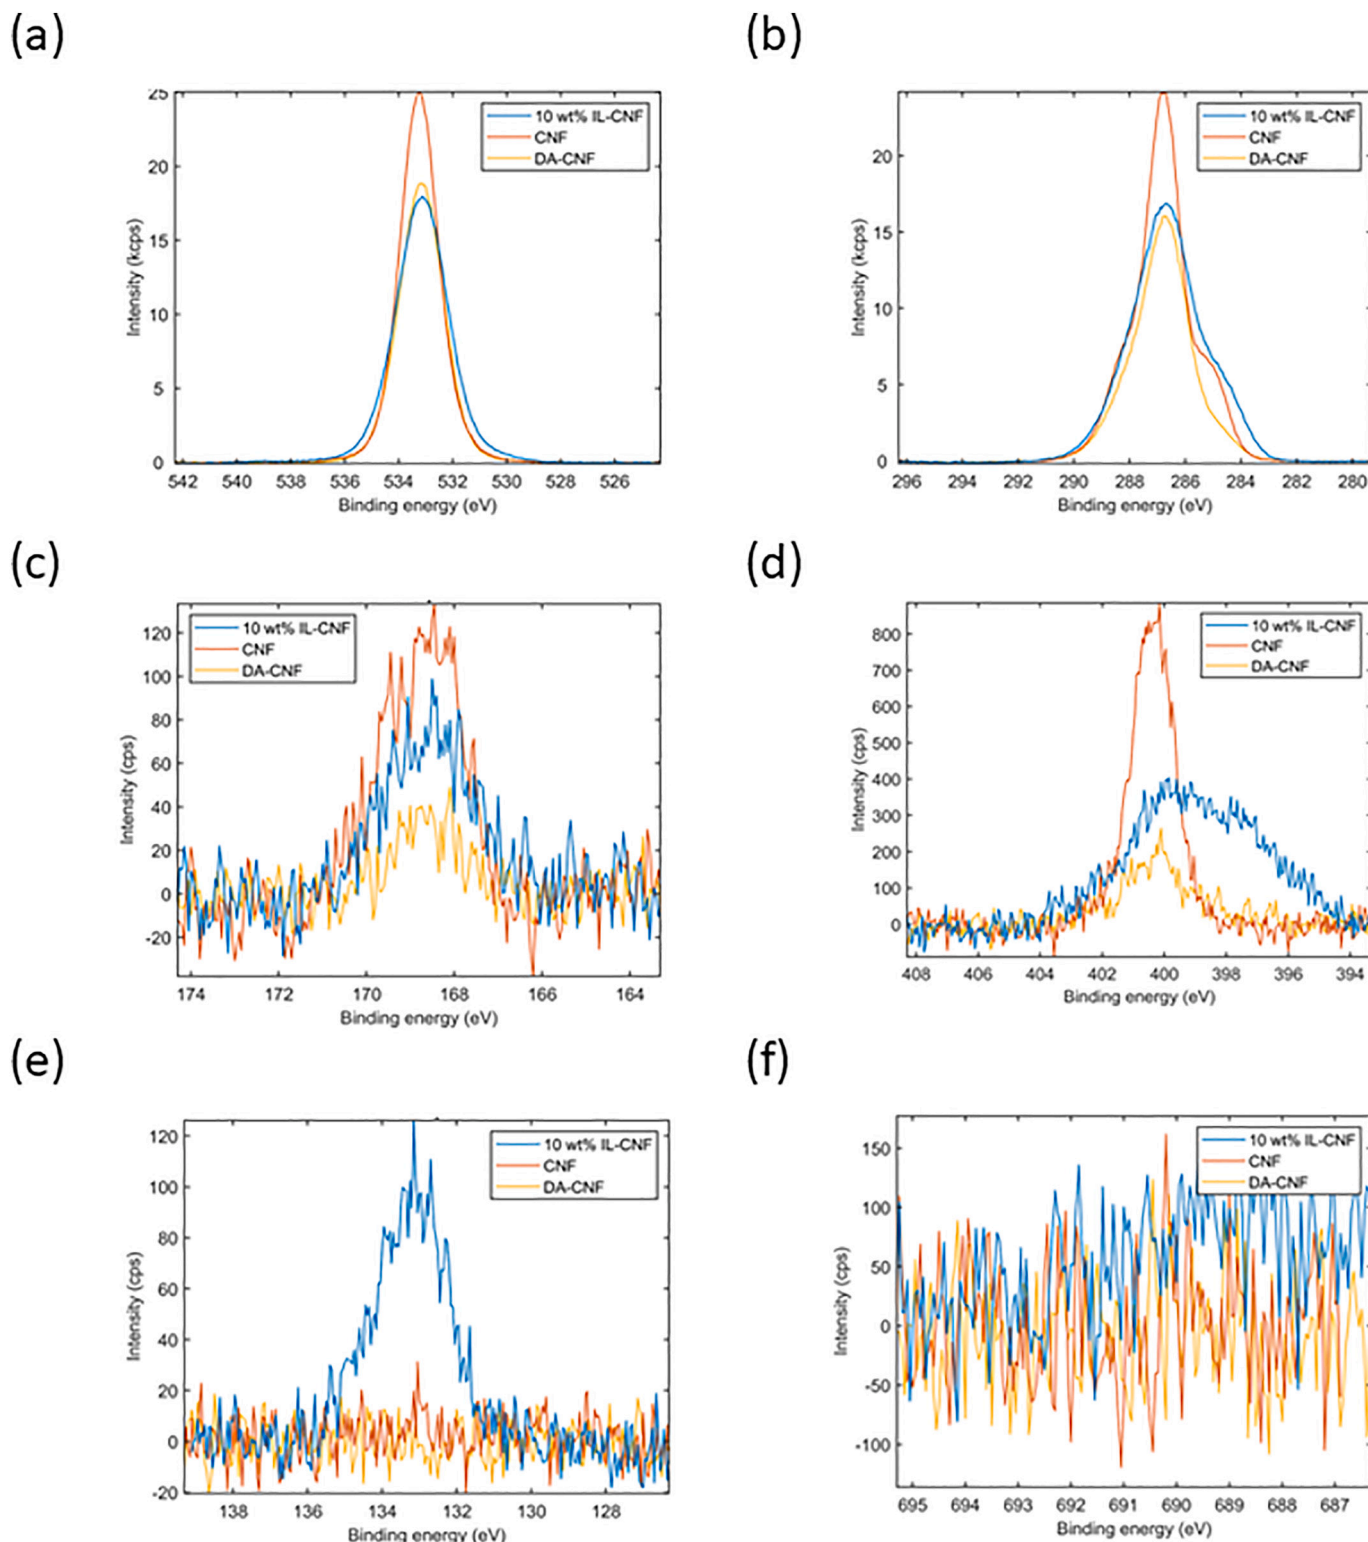 (a)
25
20
15
10
5
0
Intensity (kcps)
10 wt% IL-CNF
CNF
DA-CNF
542 540 538 536 534 532 530 528 526
Binding energy (eV)
(b)
20
15
10
5
0
Intensity (kcps)
10 wt% IL-CNF
CNF
DA-CNF
296 294 292 290 288 286 284 282 280
Binding energy (eV)
(c)
120
100
80
60
40
20
0
-20
Intensity (cps)
10 wt% IL-CNF
CNF
DA-CNF
174 172 170 168 166 164
Binding energy (eV)
(d)
800
700
600
500
400
300
200
100
0
Intensity (cps)
10 wt% IL-CNF
CNF
DA-CNF
408 406 404 402 400 398 396 394
Binding energy (eV)
(e)
120
100
80
60
40
20
0
-20
Intensity (cps)
10 wt% IL-CNF
CNF
DA-CNF
138 136 134 132 130 128
Binding energy (eV)
(f)
150
100
50
0
-50
-100
Intensity (cps)
10 wt% IL-CNF
CNF
DA-CNF
695 694 693 692 691 690 689 688 687
Binding energy (eV)